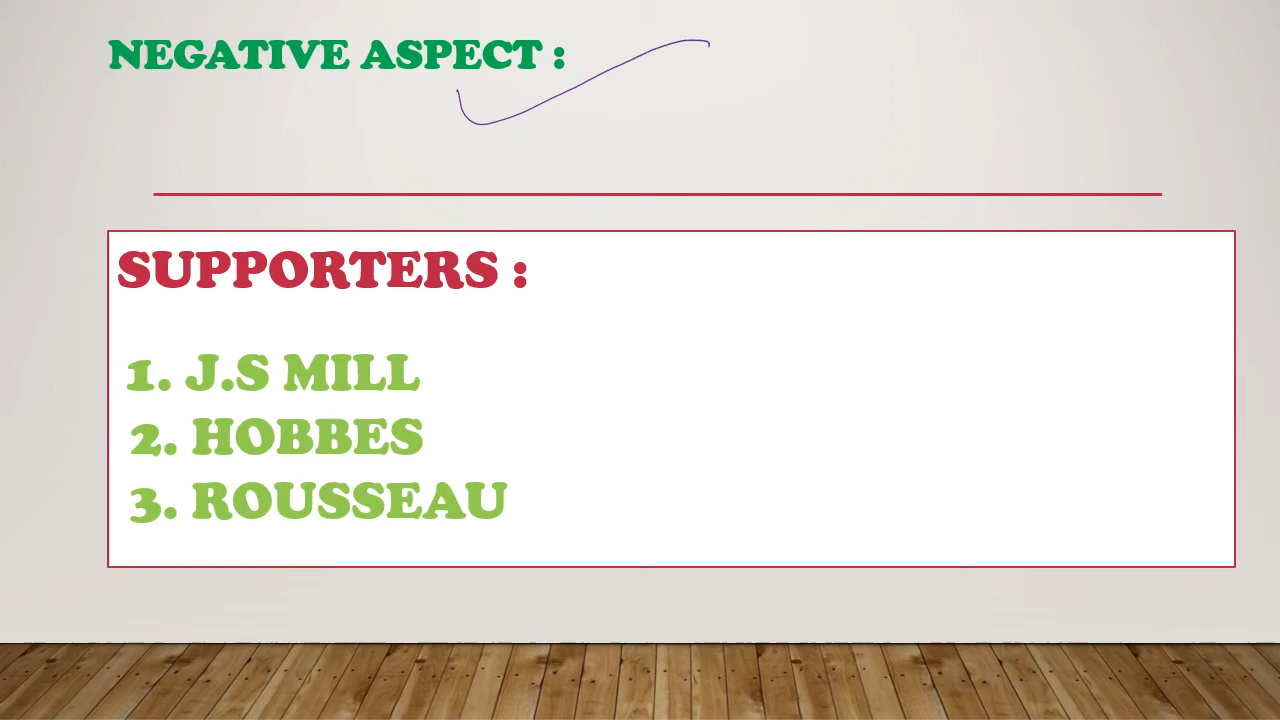 NEGATIVE ASPECT :
SUPPORTERS :
1. J.S MILL
2. HOBBES
3. ROUSSEAU